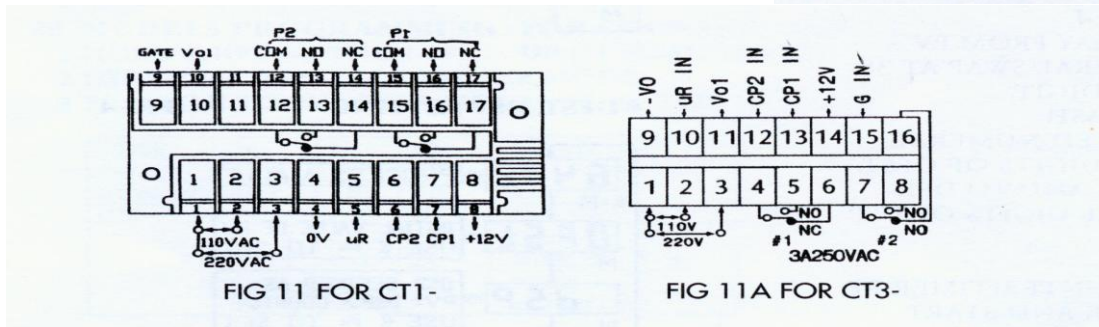 P2 P1
GATE Vo1 COM NO NC COM NO NC
9 10 11 12 13 14 15 16 17
9 10 11 12 13 14 15 16 17
1 2 3 4 5 6 7 8
1 2 3 4 5 6 7 8
110VAC 0V uR CP2 CP1 +12V
220VAC
FIG 11 FOR CT1-
-VO
uR IN
Vo1
CP2 IN
CP1 IN
+12V
G IN
9 10 11 12 13 14 15 16
1 2 3 4 5 6 7 8
110V NO NO
220V NC NO
#1 #2
3A250VAC
FIG 11A FOR CT3-